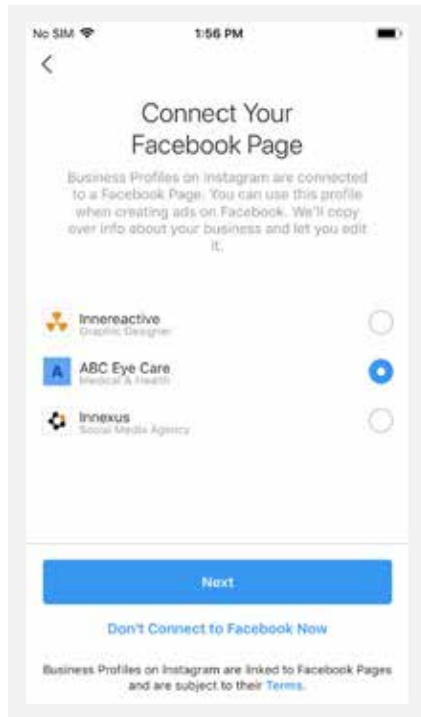 No SIM 1:56 PM
Connect Your
Facebook Page
Business Profiles on Instagram are connected
to a Facebook Page. You can use this profile
when creating ads on Facebook. We'll copy
over info about your business and let you edit
it.
Innereactive
Graphic Designer
A ABC Eye Care
Medical & Health
Innexus
Social Media Agency
Next
Don't Connect to Facebook Now
Business Profiles on Instagram are linked to Facebook Pages
and are subject to their Terms.